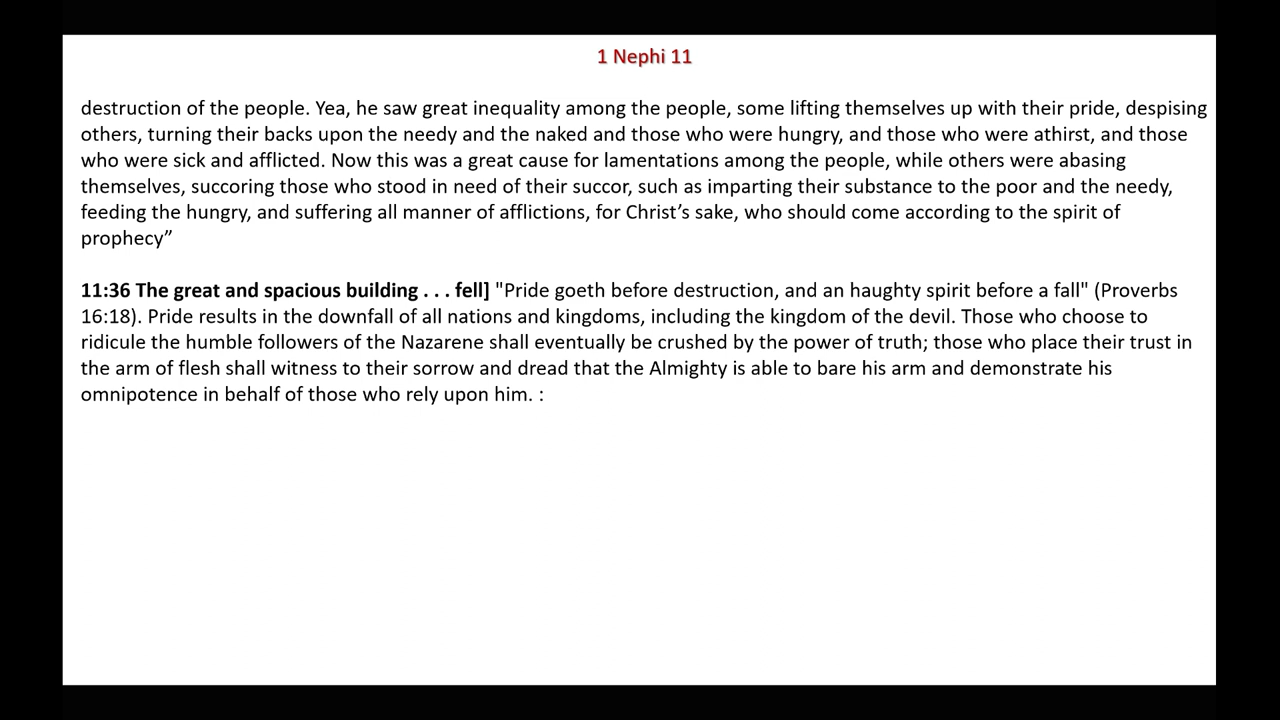 1 Nephi 11
destruction of the people. Yea, he saw great inequality among the people, some lifting themselves up with their pride, despising
others, turning their backs upon the needy and the naked and those who were hungry, and those who were athirst, and those
who were sick and afflicted. Now this was a great cause for lamentations among the people, while others were abasing
themselves, succoring those who stood in need of their succor, such as imparting their substance to the poor and the needy,
feeding the hungry, and suffering all manner of afflictions, for Christ’s sake, who should come according to the spirit of
prophecy”
11:36 The great and spacious building . . . fell] "Pride goeth before destruction, and an haughty spirit before a fall" (Proverbs
16:18). Pride results in the downfall of all nations and kingdoms, including the kingdom of the devil. Those who choose to
ridicule the humble followers of the Nazarene shall eventually be crushed by the power of truth; those who place their trust in
the arm of flesh shall witness to their sorrow and dread that the Almighty is able to bare his arm and demonstrate his
omnipotence in behalf of those who rely upon him. :